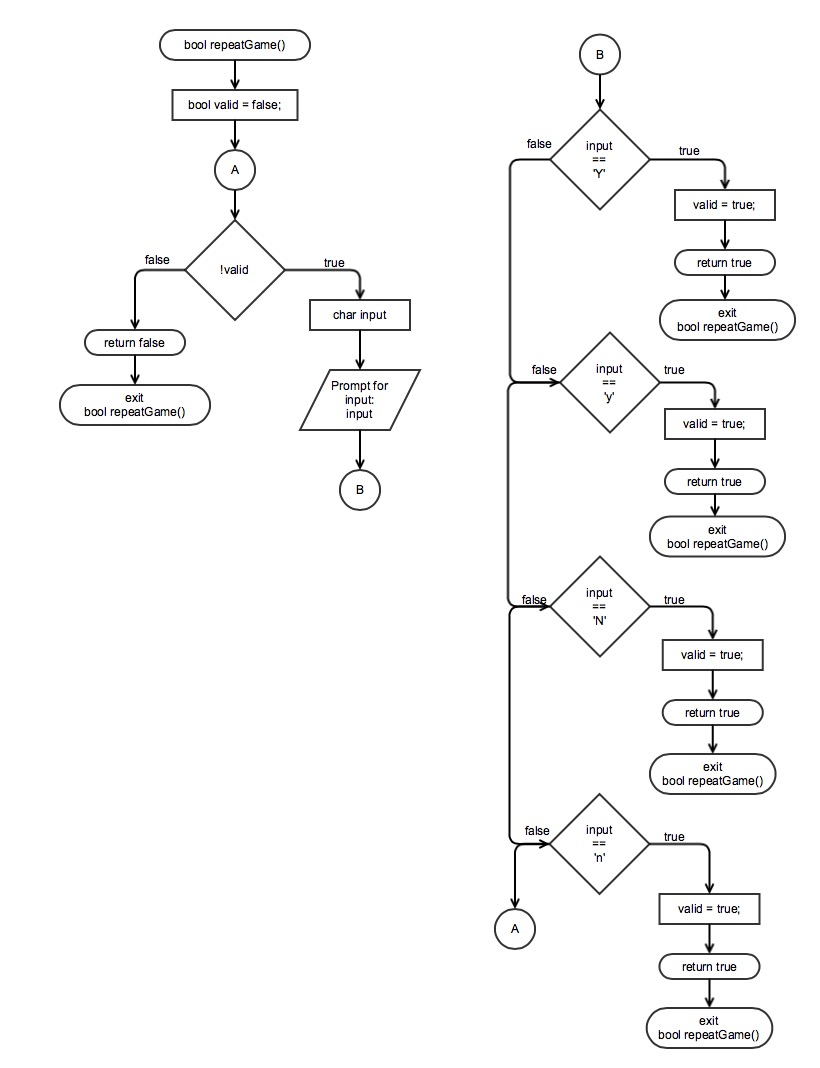 bool repeatGame()
bool valid = false;
A
!valid
false
true
return false
exit
bool repeatGame()
char input
Prompt for
input:
input
B
B
input
==
'Y'
false
true
valid = true;
return true
exit
bool repeatGame()
input
==
'y'
false
true
valid = true;
return true
exit
bool repeatGame()
input
==
'N'
false
true
valid = true;
return true
exit
bool repeatGame()
input
==
'n'
false
true
valid = true;
return true
exit
bool repeatGame()
A